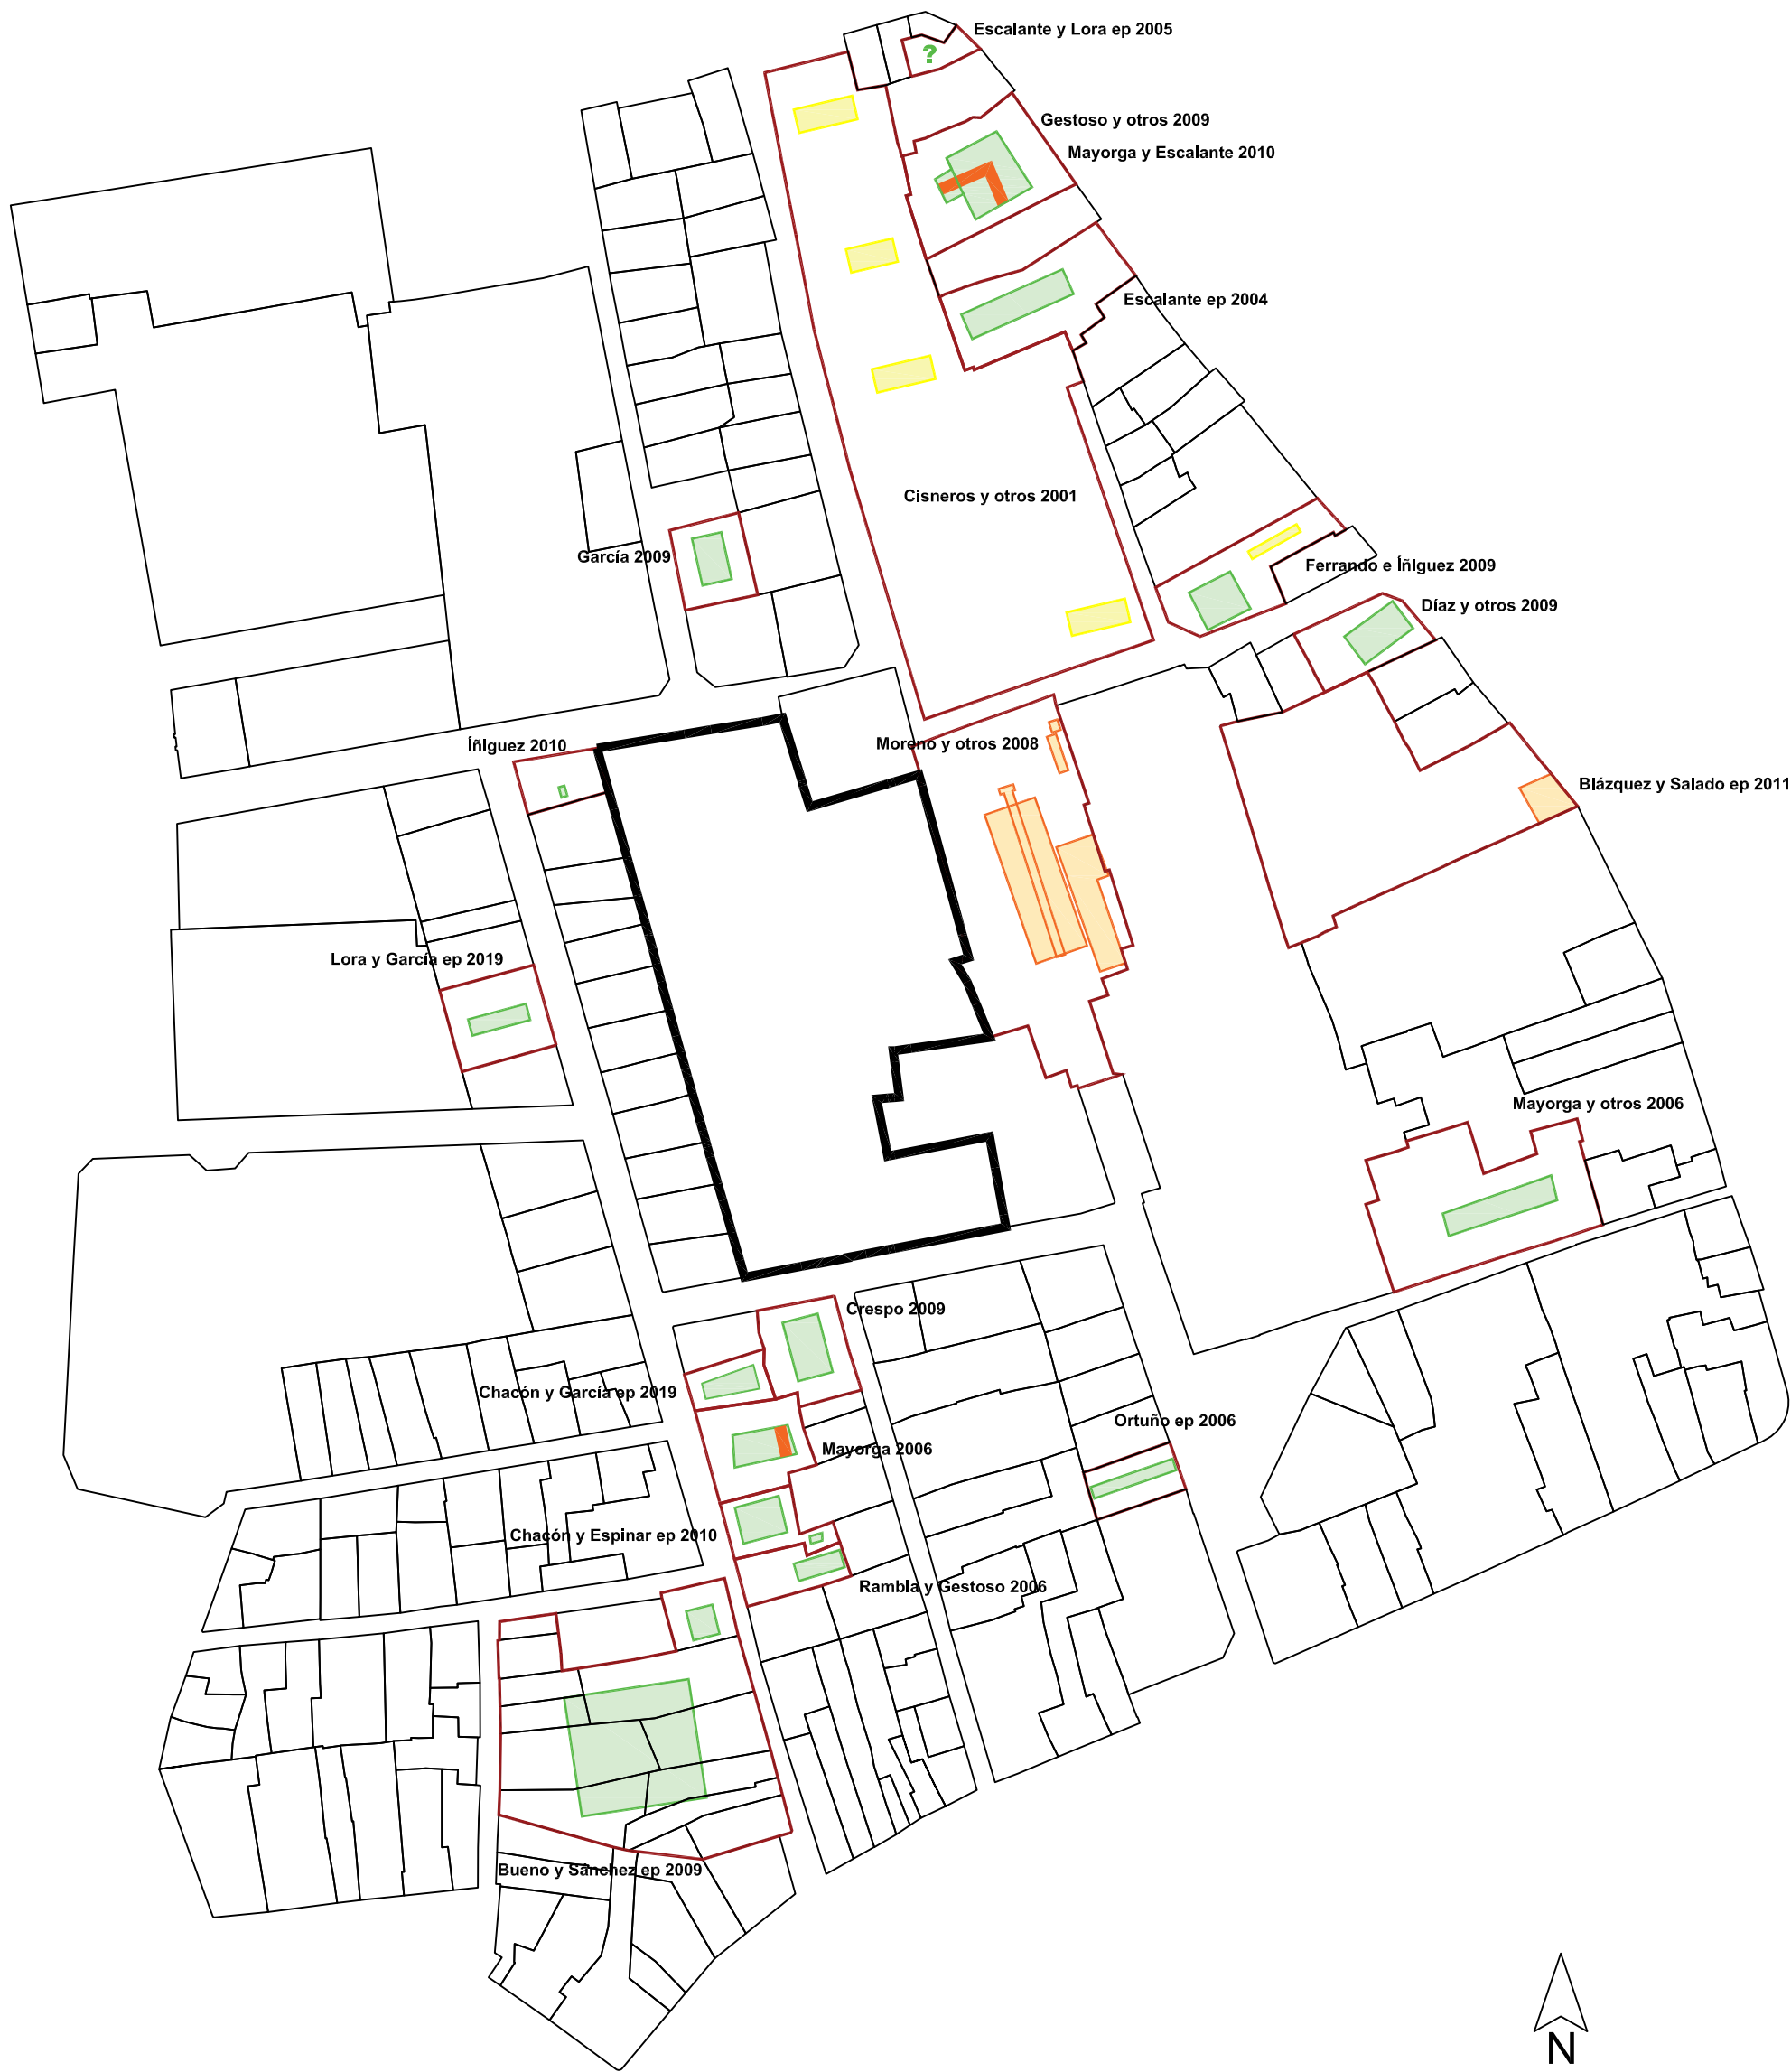 Escalante y Lora ep 2005
?
Gestoso y otros 2009
Mayorga y Escalante 2010
Escalante ep 2004
Cisneros y otros 2001
García 2009
Ferrando e Íñiguez 2009
Díaz y otros 2009
Íñiguez 2010
Moreno y otros 2008
Blázquez y Salado ep 2011
Lora y García ep 2019
Mayorga y otros 2006
Crespo 2009
Chacón y García ep 2019
Ortuño ep 2006
Mayorga 2006
Chacón y Espinar ep 2010
Rambla y Gestoso 2006
Bueno y Sánchez ep 2009
N